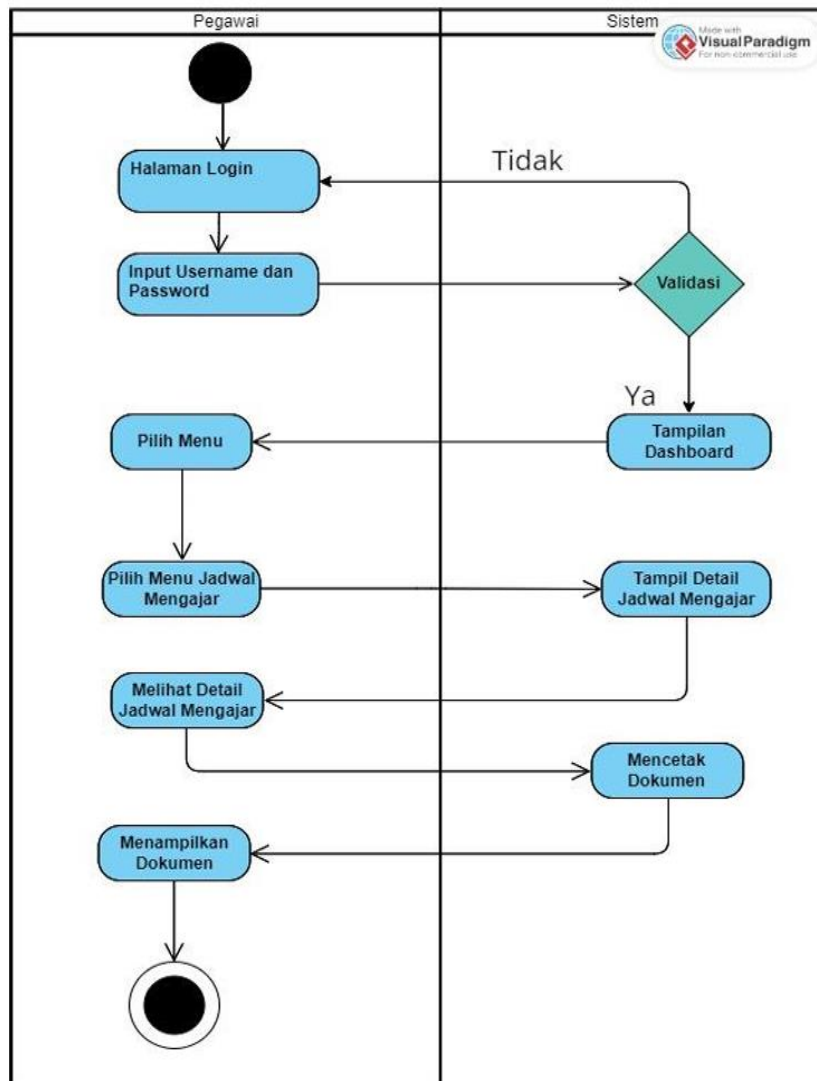 Pegawai
Sistem
Made with
Visual Paradigm
For non-commercial use
Halaman Login
Tidak
Input Username dan
Password
Validasi
Ya
Pilih Menu
Tampilan
Dashboard
Pilih Menu Jadwal
Mengajar
Tampil Detail
Jadwal Mengajar
Melihat Detail
Jadwal Mengajar
Mencetak
Dokumen
Menampilkan
Dokumen